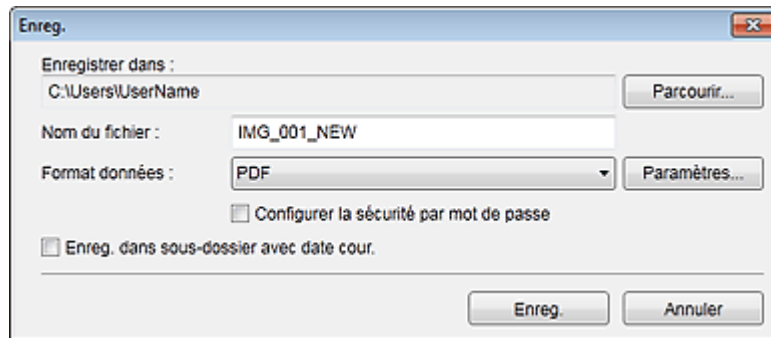 Enreg.
Enregistrer dans :
C:\Users\UserName
Parcourir...
Nom du fichier :
IMG_001_NEW
Format données :
PDF
Paramètres...
Configurer la sécurité par mot de passe
Enreg. dans sous-dossier avec date cour.
Enreg.
Annuler